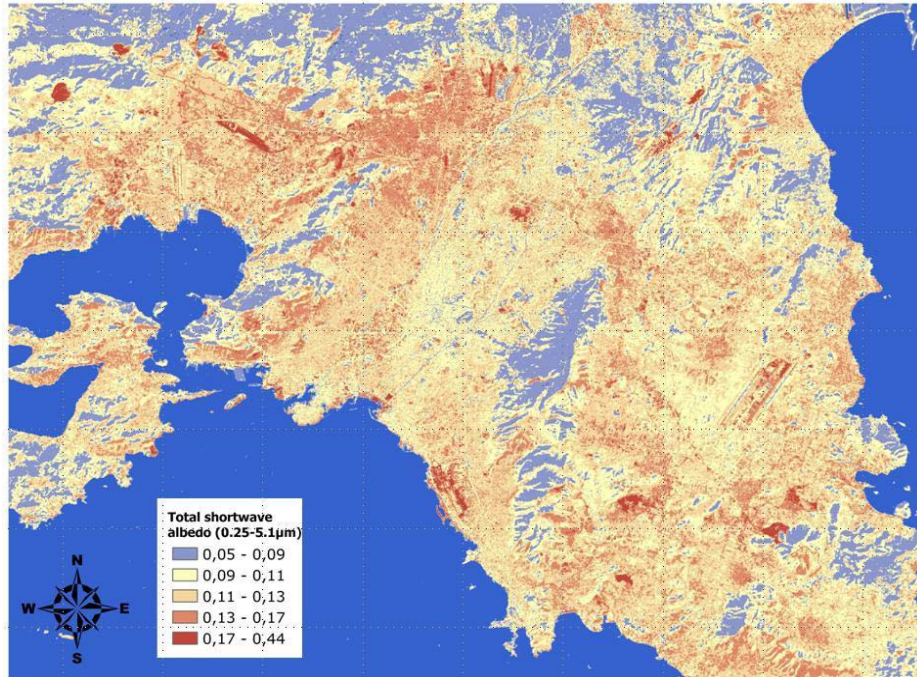 Total shortwave
albedo (0.25-5.1µm)
0,05 - 0,09
0,09 - 0,11
0,11 - 0,13
0,13 - 0,17
0,17 - 0,44
N
W E
S